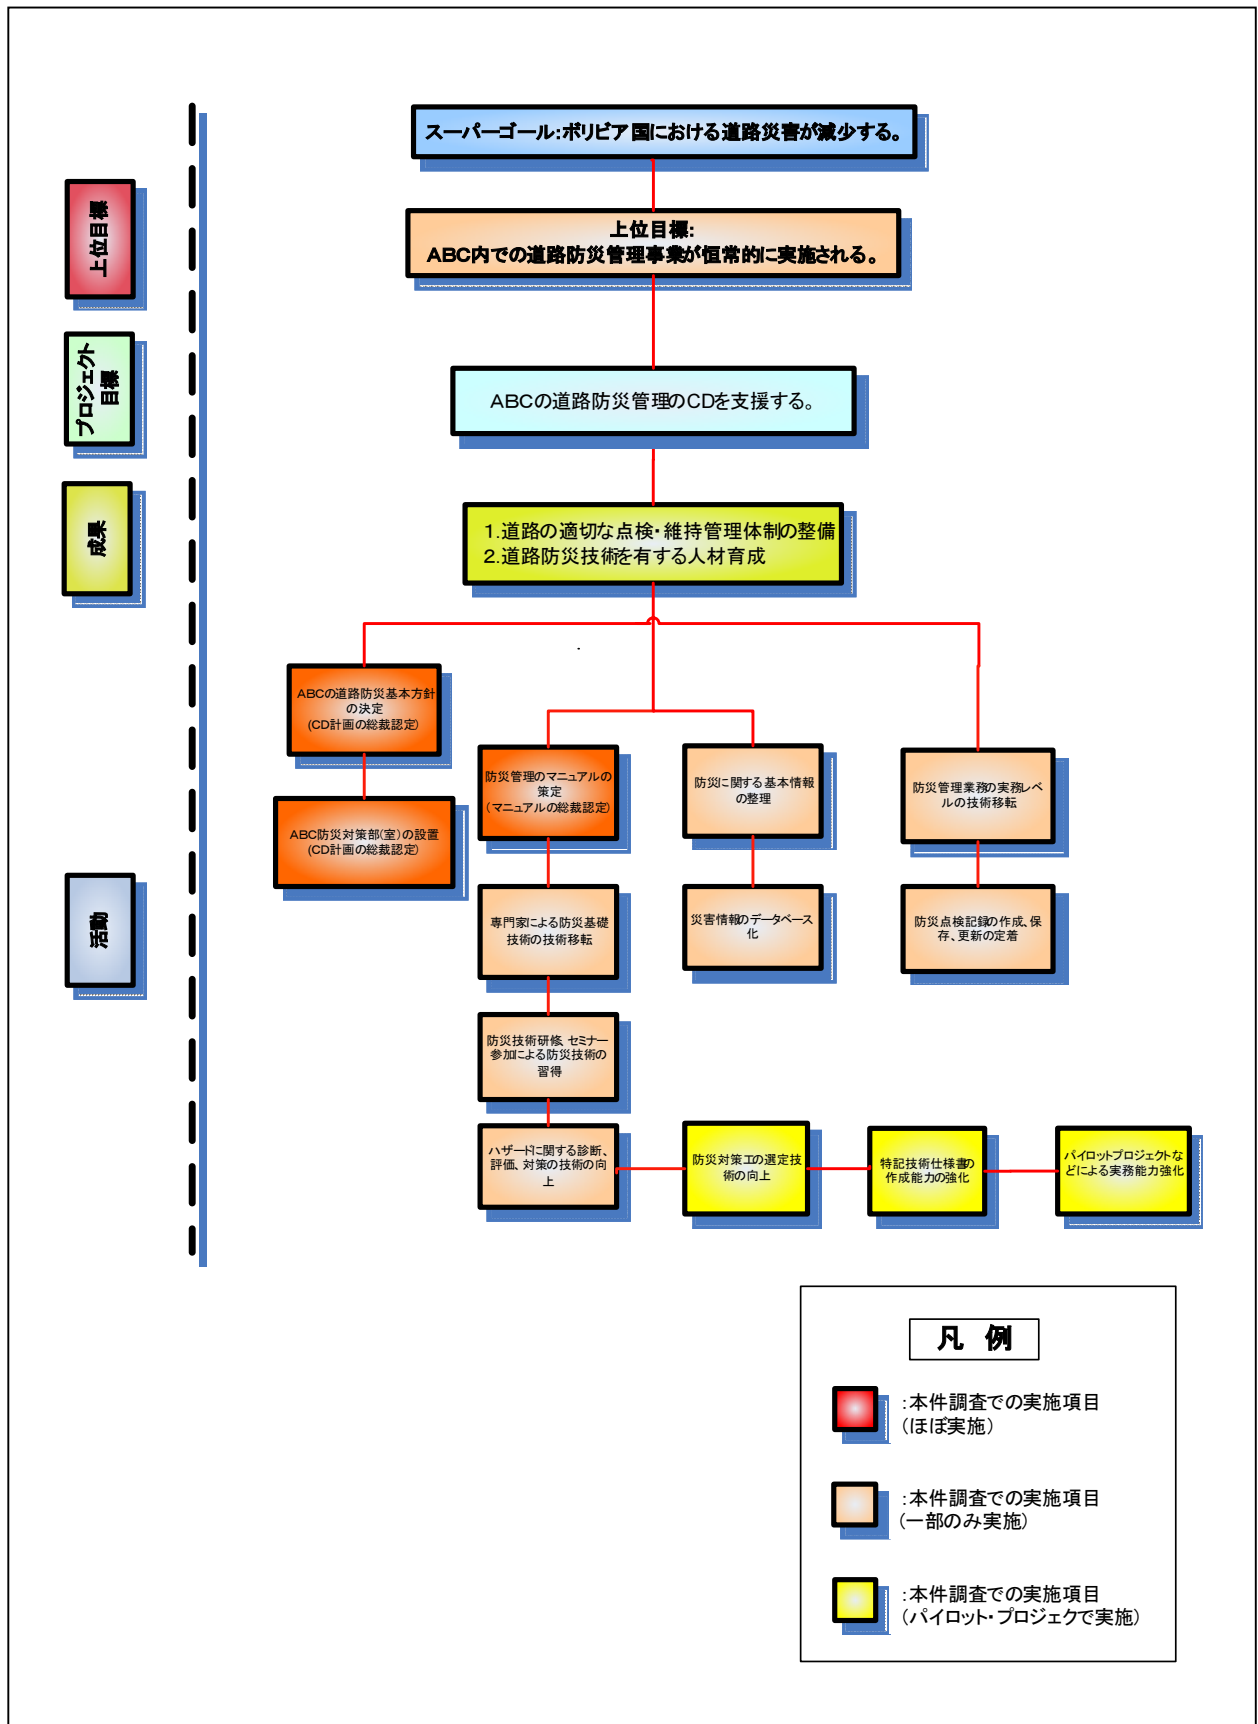 スーパーゴール:ボリビア国における道路災害が減少する。
上位目標
上位目標:
ABC内での道路防災管理事業が恒常的に実施される。
プロジェクト
目標
ABCの道路防災管理のCDを支援する。
成果
1.道路の適切な点検・維持管理体制の整備
2.道路防災技術を有する人材育成
ABCの道路防災基本方針
の決定
(CD計画の総裁認定)
ABC防災対策部(室)の設置
(CD計画の総裁認定)
防災管理のマニュアルの
策定
(マニュアルの総裁認定)
防災に関する基本情報
の整理
防災管理業務の実務レベ
ルの技術移転
活動
専門家による防災基礎
技術の技術移転
災害情報のデータベース
化
防災点検記録の作成、保
存、更新の定着
防災技術研修、セミナー
参加による防災技術の
習得
ハザードに関する診断、
評価、対策の技術の向
上
防災対策工の選定技
術の向上
特記技術仕様書の
作成能力の強化
パイロットプロジェクトな
どによる実務能力強化
凡 例
:本件調査での実施項目
(ほぼ実施)
:本件調査での実施項目
(一部のみ実施)
:本件調査での実施項目
(パイロット・プロジェクで実施)